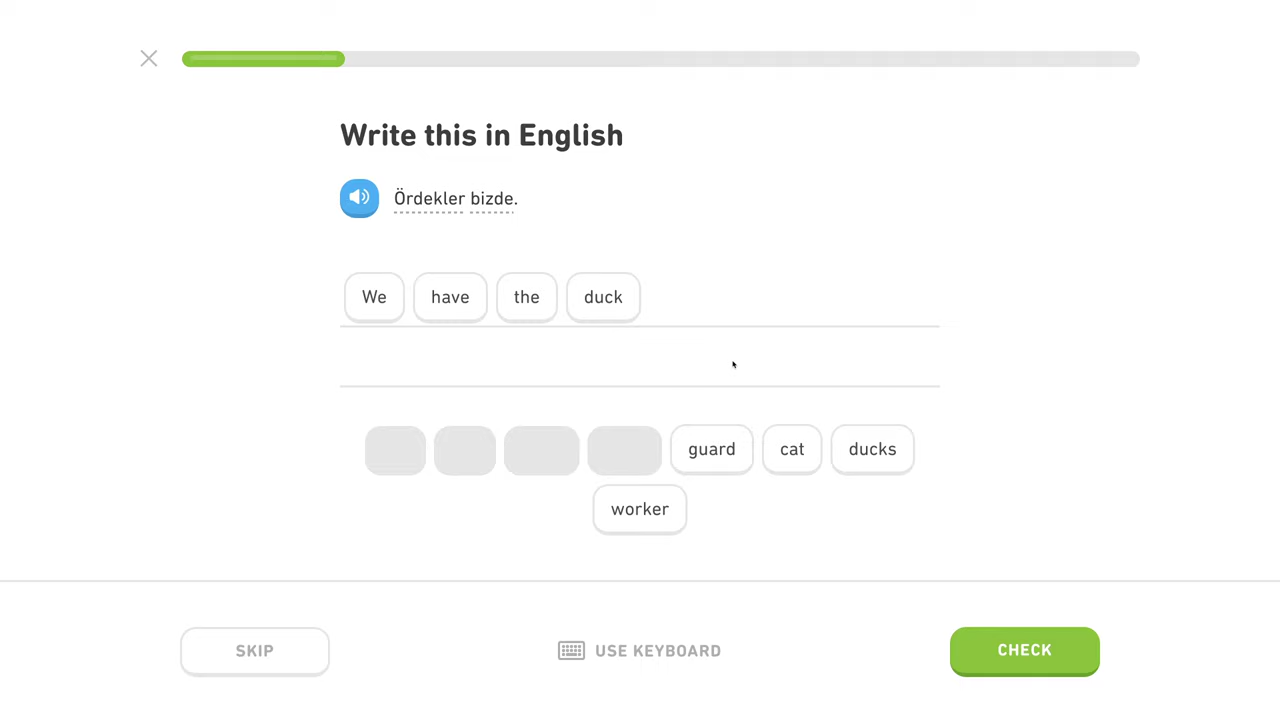 Write this in English
Ördekler bizde.
We have the duck
guard cat ducks
worker
SKIP USE KEYBOARD CHECK